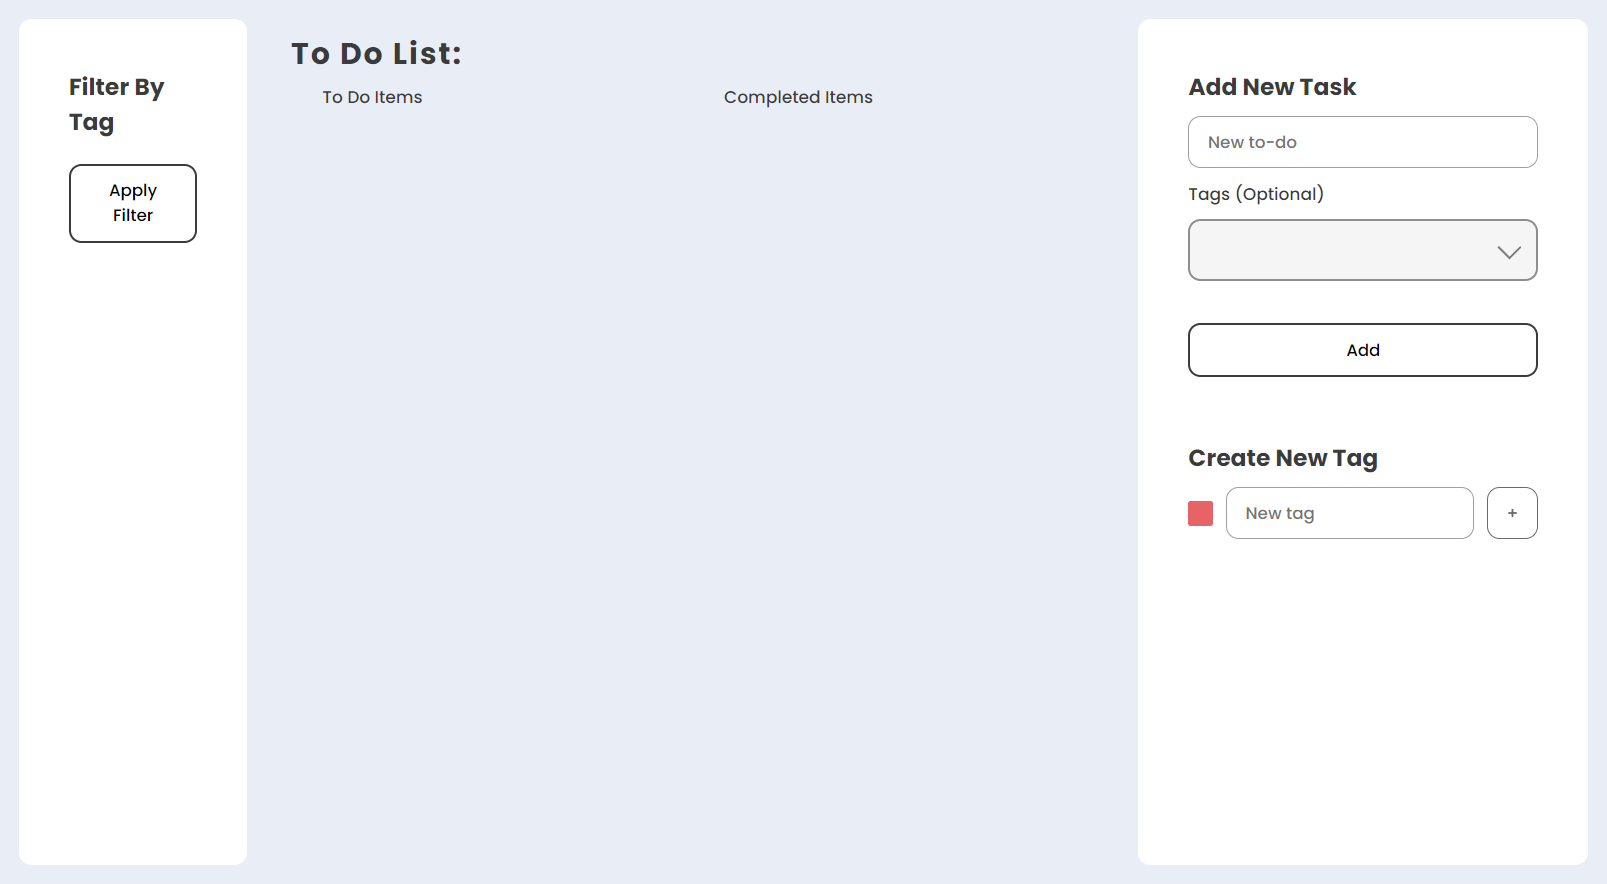 Filter By
Tag
Apply
Filter
To Do List:
To Do Items
Completed Items
Add New Task
New to-do
Tags (Optional)
Add
Create New Tag
New tag
+